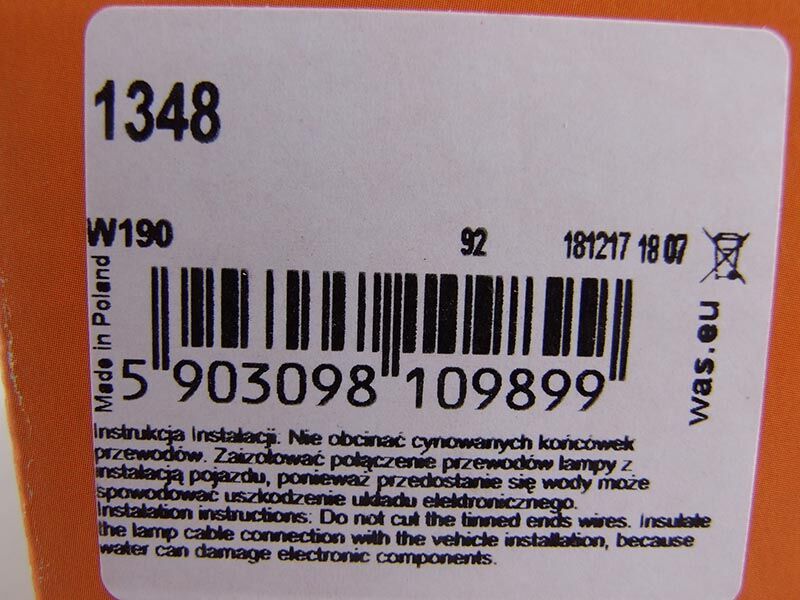 1348
W190 92 181217 18 07
Made in Poland
was.eu
5 903098 109899
Instrukcja Instalacji: Nie obcinać cynowanych końcówek
przewodów. Zaizolować połączenie przewodów lampy z
instalacją pojazdu, ponieważ przedostanie się wody może
spowodować uszkodzenie układu elektronicznego.
Instalation instructions: Do not cut the tinned ends wires. Insulate
the lamp cable connection with the vehicle installation, because
water can damage electronic components.